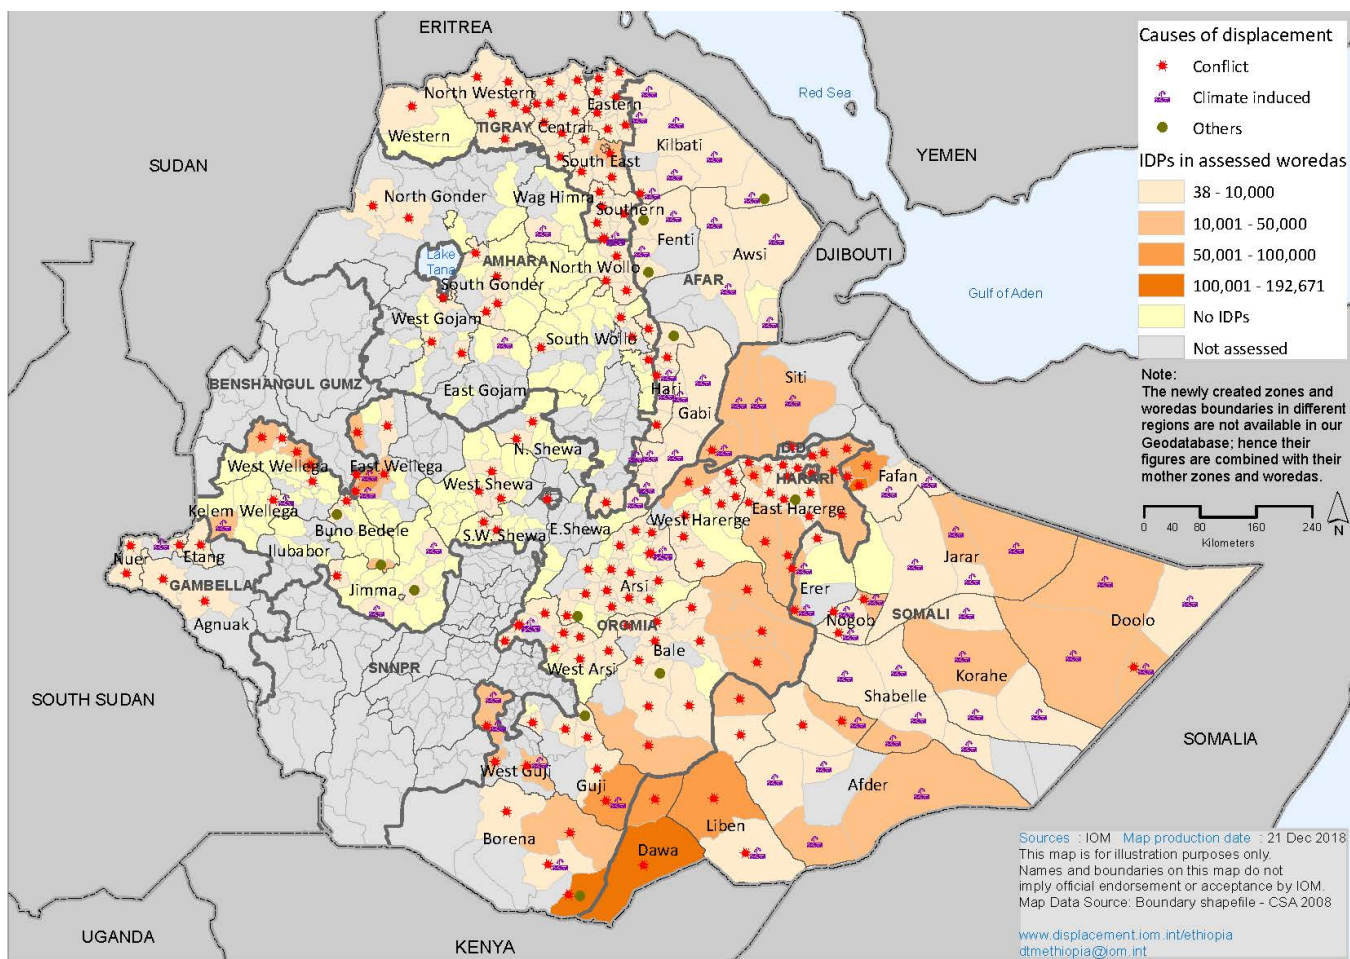 ERITREA
Causes of displacement
Conflict
Climate induced
Others
IDPs in assessed woredas
38 - 10,000
10,001 - 50,000
50,001 - 100,000
100,001 - 192,671
No IDPs
Not assessed
Note:
The newly created zones and
woredas boundaries in different
regions are not available in our
Geodatabase; hence their
figures are combined with their
mother zones and woredas.
0 40 80 160 240
Kilometers
N
Red Sea
YEMEN
SUDAN
North Western
Eastern
Western
TIGRAY
Central
Kilbati
South East
North Gonder
Wag Himra
Southern
Fenti
Awsi
DJIBOUTI
Lake
Tana
AMHARA
North Wollo
AFAR
South Gonder
Gulf of Aden
West Gojam
South Wollo
BENSHANGUL GUMZ
East Gojam
Hari
Gabi
Siti
N. Shewa
D.D
West Wellega
East Wellega
West Shewa
HARARI
Fafan
Kelem Wellega
Buno Bedele
S.W. Shewa
E.Shewa
West Harerge
East Harerge
Ilubabor
Jarar
Nuer
Etang
GAMBELLA
Jimma
Arsi
Erer
SOMALI
Agnuak
OROMIA
Nogob
Doolo
SNNPR
West Arsi
Bale
Korahe
Shabelle
SOUTH SUDAN
SOMALIA
West Guji
Guji
Afder
Borena
Liben
Dawa
UGANDA
KENYA
Sources : IOM Map production date : 21 Dec 2018
This map is for illustration purposes only.
Names and boundaries on this map do not
imply official endorsement or acceptance by IOM.
Map Data Source: Boundary shapefile - CSA 2008
www.displacement.iom.int/ethiopia
dtmethiopia@iom.int